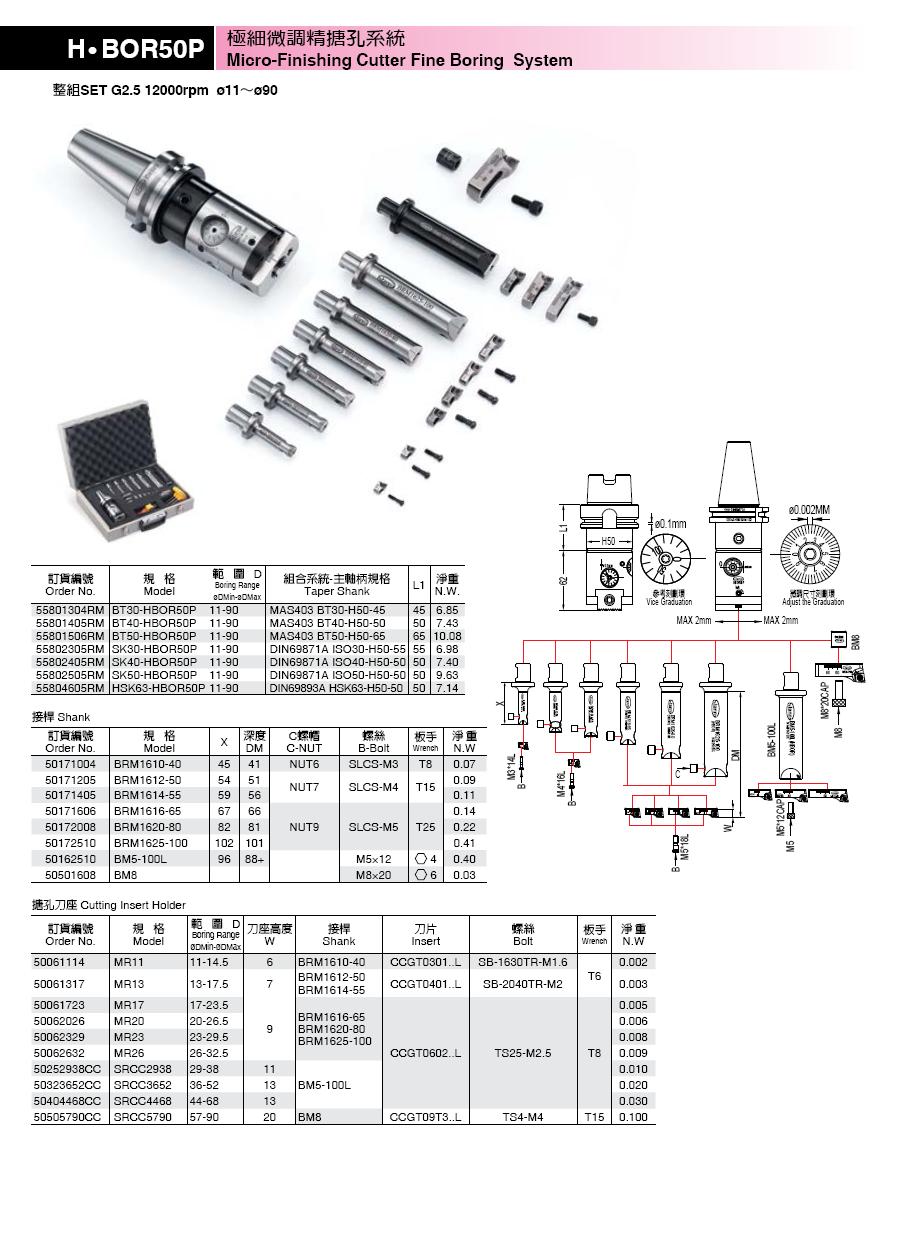 H•BOR50P
極細微調精搪孔系統
Micro-Finishing Cutter Fine Boring System
整組SET G2.5 12000rpm ø11～ø90
BRM1625-100
L1
H50
62
ø0.1mm
ø0.002MM
參考刻劃環
Vice Graduation
微調尺寸刻劃環
Adjust the Graduation
MAX 2mm
MAX 2mm
BM8
M8*20CAP
M8
X
DM
BM5-100L
C
M3*14L
B
M4*16L
B
M5*18L
B
W
M5*12CAP
M5
訂貨編號 規 格 範 圍 D 組合系統-主軸柄規格 L1 淨重
Order No. Model Boring Range Taper Shank N.W.
øDMin-øDMax
55801304RM BT30-HBOR50P 11-90 MAS403 BT30-H50-45 45 6.85
55801405RM BT40-HBOR50P 11-90 MAS403 BT40-H50-50 50 7.43
55801506RM BT50-HBOR50P 11-90 MAS403 BT50-H50-65 65 10.08
55802305RM SK30-HBOR50P 11-90 DIN69871A ISO30-H50-55 55 6.98
55802405RM SK40-HBOR50P 11-90 DIN69871A ISO40-H50-50 50 7.40
55802505RM SK50-HBOR50P 11-90 DIN69871A ISO50-H50-50 50 9.63
55804605RM HSK63-HBOR50P 11-90 DIN69893A HSK63-H50-50 50 7.14
接桿 Shank
訂貨編號 規 格 X 深度 C螺帽 螺絲 板手 淨 重
Order No. Model DM C-NUT B-Bolt Wrench N.W
50171004 BRM1610-40 45 41 NUT6 SLCS-M3 T8 0.07
50171205 BRM1612-50 54 51 NUT7 SLCS-M4 T15 0.09
50171405 BRM1614-55 59 56 0.11
50171606 BRM1616-65 67 66 0.14
50172008 BRM1620-80 82 81 NUT9 SLCS-M5 T25 0.22
50172510 BRM1625-100 102 101 0.41
50162510 BM5-100L 96 88+ M5×12 4 0.40
50501608 BM8 M8×20 6 0.03
搪孔刀座 Cutting Insert Holder
訂貨編號 規 格 範 圍 D 刀座高度 接桿 刀片 螺絲 板手 淨 重
Order No. Model Boring Range W Shank Insert Bolt Wrench N.W
øDMin-øDMax
50061114 MR11 11-14.5 6 BRM1610-40 CCGT0301..L SB-1630TR-M1.6 T6 0.002
50061317 MR13 13-17.5 7 BRM1612-50 BRM1614-55 CCGT0401..L SB-2040TR-M2 0.003
50061723 MR17 17-23.5 9 BRM1616-65 BRM1620-80 BRM1625-100 CCGT0602..L TS25-M2.5 T8 0.005
50062026 MR20 20-26.5 0.006
50062329 MR23 23-29.5 0.008
50062632 MR26 26-32.5 0.009
50252938CC SRCC2938 29-38 11 BM5-100L 0.010
50323652CC SRCC3652 36-52 13 0.020
50404468CC SRCC4468 44-68 13 0.030
50505790CC SRCC5790 57-90 20 BM8 CCGT09T3..L TS4-M4 T15 0.100